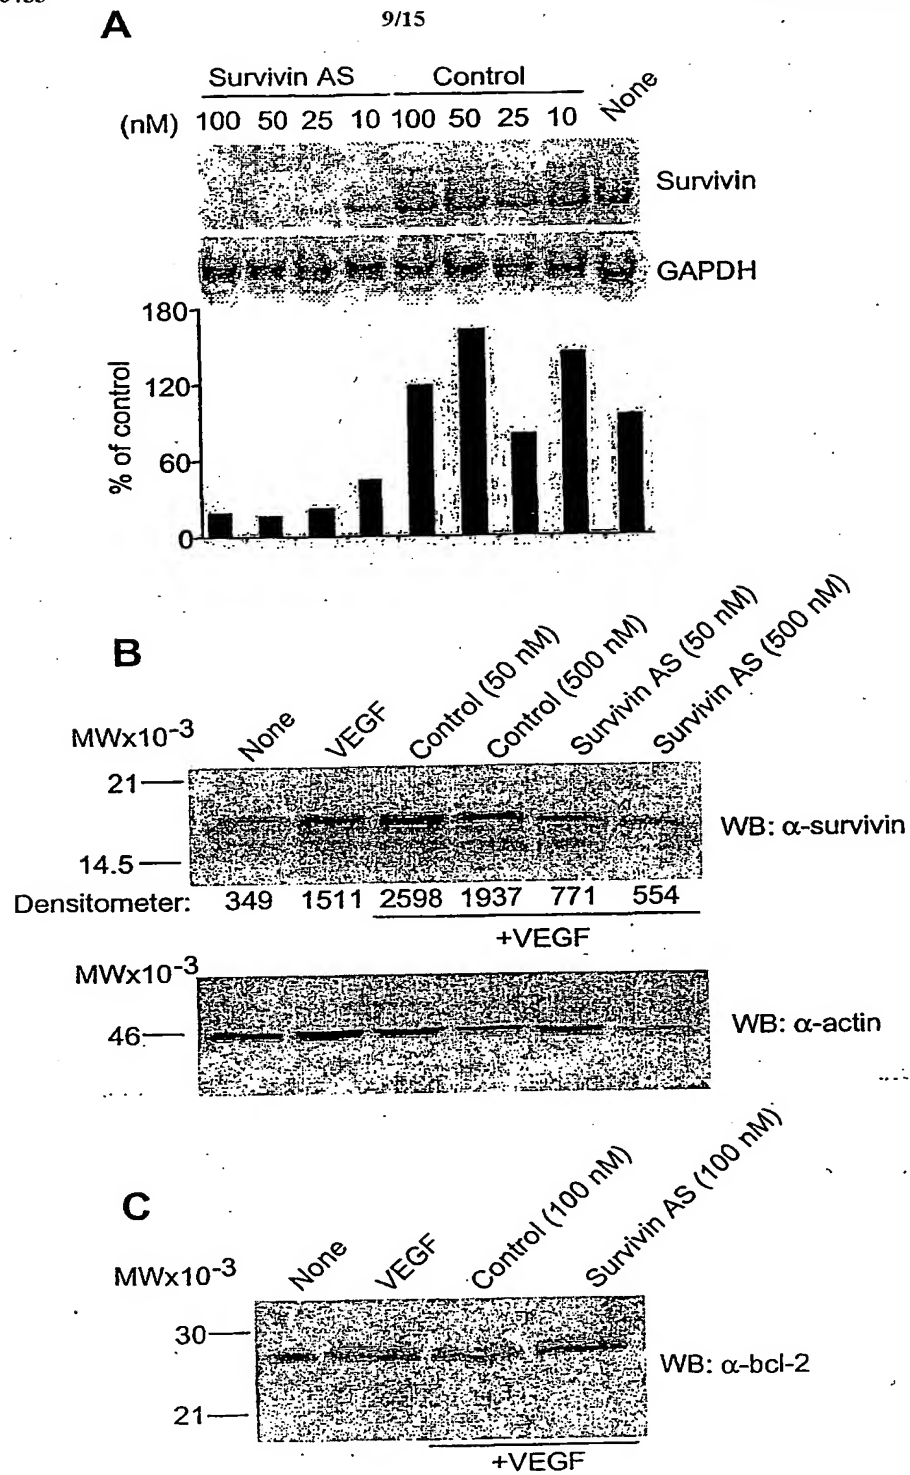 A
9/15
Survivin AS Control None
(nM) 100 50 25 10 100 50 25 10
Survivin
GAPDH
180
120
60
0
% of control
B
MWx10-3 None VEGF Control (50 nM) Control (500 nM) Survivin AS (50 nM) Survivin AS (500 nM)
21
WB: α-survivin
14.5
Densitometer: 349 1511 2598 1937 771 554
+VEGF
MWx10-3
46
WB: α-actin
C
MWx10-3 None VEGF Control (100 nM) Survivin AS (100 nM)
30
WB: α-bcl-2
21
+VEGF